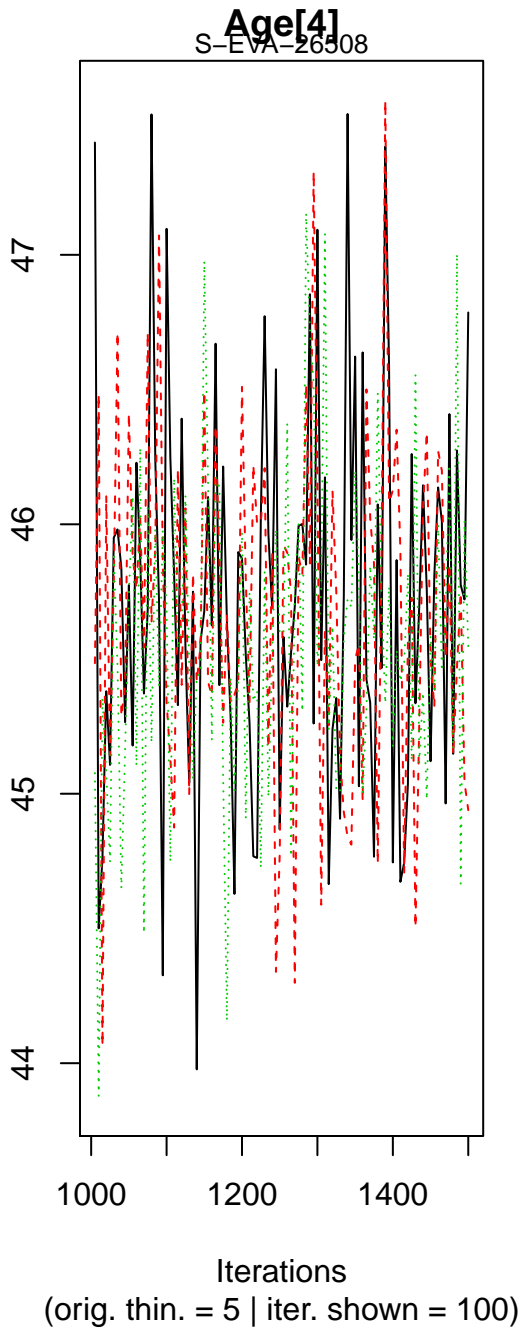 Age[4]
S−EVA−26508
47
46
45
44
1000
1200
1400
Iterations
(orig. thin. = 5 | iter. shown = 100)